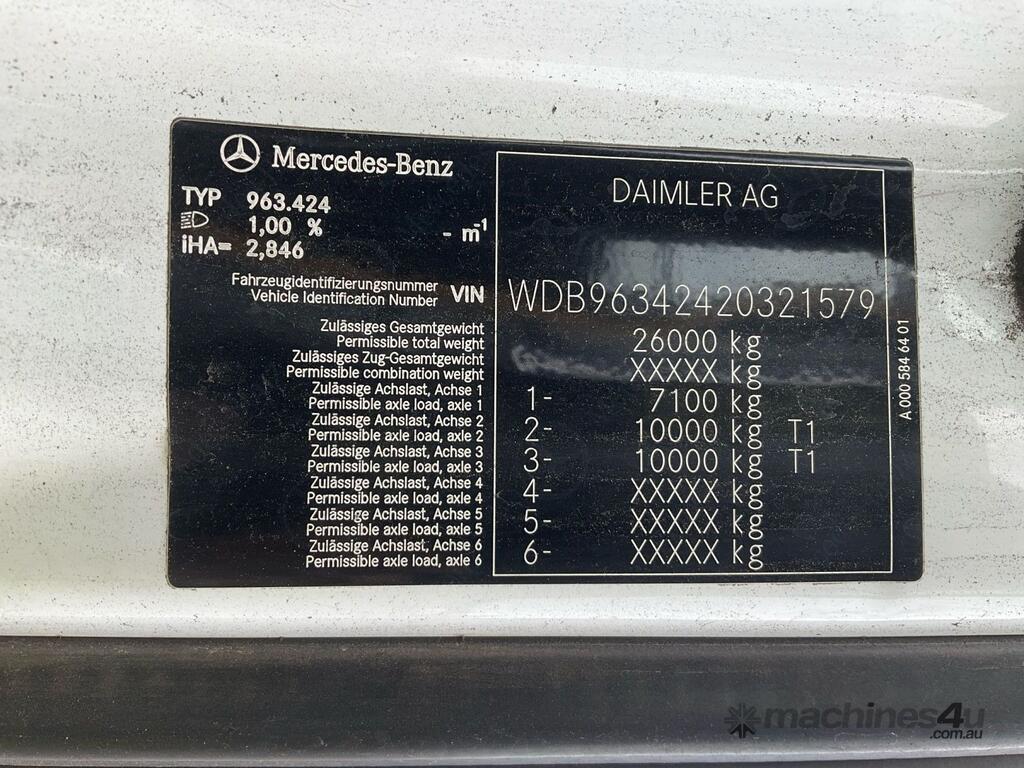 Mercedes-Benz
TYP 963.424
1,00 % - m⁻¹
iHA= 2,846
DAIMLER AG
Fahrzeugidentifizierungsnummer
Vehicle Identification Number VIN WDB96342420321579
Zulässiges Gesamtgewicht
Permissible total weight 26000 kg
Zulässiges Zug-Gesamtgewicht
Permissible combination weight XXXXX kg
Zulässige Achslast, Achse 1
Permissible axle load, axle 1 1- 7100 kg
Zulässige Achslast, Achse 2
Permissible axle load, axle 2 2- 10000 kg T1
Zulässige Achslast, Achse 3
Permissible axle load, axle 3 3- 10000 kg T1
Zulässige Achslast, Achse 4
Permissible axle load, axle 4 4- XXXXX kg
Zulässige Achslast, Achse 5
Permissible axle load, axle 5 5- XXXXX kg
Zulässige Achslast, Achse 6
Permissible axle load, axle 6 6- XXXXX kg
A 000 584 64 01
machines4u
.com.au